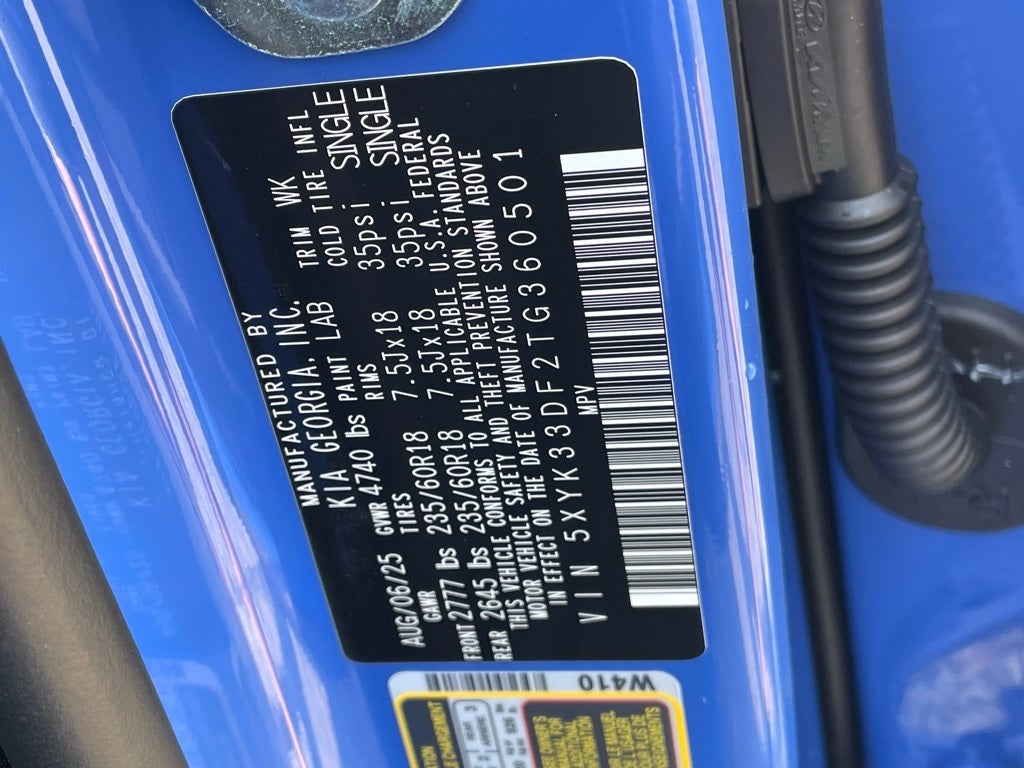 MANUFACTURED BY
KIA GEORGIA, INC.
AUG/06/25 GVWR 4740 lbs PAINT LAB TRIM WK
GAWR TIRES RIMS COLD TIRE INFL
FRONT 2777 lbs 235/60R18 7.5Jx18 35psi SINGLE
REAR 2645 lbs 235/60R18 7.5Jx18 35psi SINGLE
THIS VEHICLE CONFORMS TO ALL APPLICABLE U.S.A. FEDERAL
MOTOR VEHICLE SAFETY AND THEFT PREVENTION STANDARDS
IN EFFECT ON THE DATE OF MANUFACTURE SHOWN ABOVE
VIN 5XYK33DF2TG360501
MPV
W410